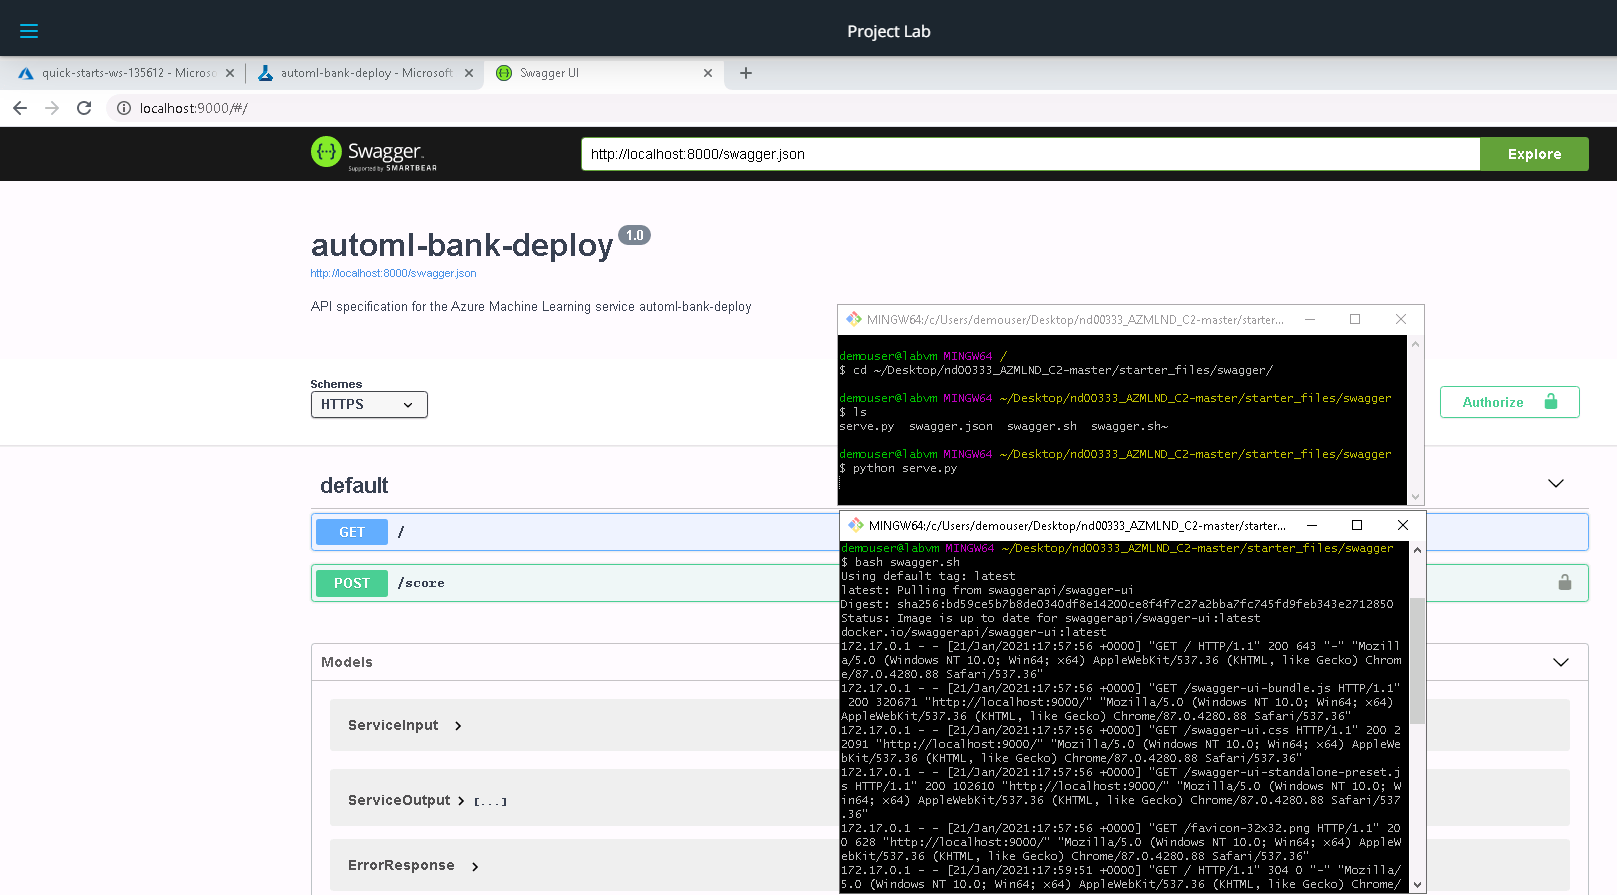 Project Lab
quick-starts-ws-135612 - Microso
automl-bank-deploy - Microsoft
Swagger UI
localhost:9000/#/
Swagger
Supported by SMARTBEAR
http://localhost:8000/swagger.json
Explore
automl-bank-deploy 1.0
http://localhost:8000/swagger.json
API specification for the Azure Machine Learning service automl-bank-deploy
Schemes
HTTPS
Authorize
default
GET /
POST /score
Models
ServiceInput
ServiceOutput [...]
ErrorResponse
MINGW64:/c/Users/demouser/Desktop/nd00333_AZMLND_C2-master/starter...
demouser@labvm MINGW64 /
$ cd ~/Desktop/nd00333_AZMLND_C2-master/starter_files/swagger/
demouser@labvm MINGW64 ~/Desktop/nd00333_AZMLND_C2-master/starter_files/swagger
$ ls
serve.py swagger.json swagger.sh swagger.sh~
demouser@labvm MINGW64 ~/Desktop/nd00333_AZMLND_C2-master/starter_files/swagger
$ python serve.py
MINGW64:/c/Users/demouser/Desktop/nd00333_AZMLND_C2-master/starter...
demouser@labvm MINGW64 ~/Desktop/nd00333_AZMLND_C2-master/starter_files/swagger
$ bash swagger.sh
Using default tag: latest
latest: Pulling from swaggerapi/swagger-ui
Digest: sha256:bd59ce5b7b8de0340df8e14200ce8f4f7c27a2bba7fc745fd9feb343e2712850
Status: Image is up to date for swaggerapi/swagger-ui:latest
docker.io/swaggerapi/swagger-ui:latest
172.17.0.1 - - [21/Jan/2021:17:57:56 +0000] "GET / HTTP/1.1" 200 643 "-" "Mozill
a/5.0 (Windows NT 10.0; Win64; x64) AppleWebKit/537.36 (KHTML, like Gecko) Chrom
e/87.0.4280.88 Safari/537.36"
172.17.0.1 - - [21/Jan/2021:17:57:56 +0000] "GET /swagger-ui-bundle.js HTTP/1.1"
200 320671 "http://localhost:9000/" "Mozilla/5.0 (Windows NT 10.0; Win64; x64)
AppleWebKit/537.36 (KHTML, like Gecko) Chrome/87.0.4280.88 Safari/537.36"
172.17.0.1 - - [21/Jan/2021:17:57:56 +0000] "GET /swagger-ui.css HTTP/1.1" 200 2
2091 "http://localhost:9000/" "Mozilla/5.0 (Windows NT 10.0; Win64; x64) AppleWe
bKit/537.36 (KHTML, like Gecko) Chrome/87.0.4280.88 Safari/537.36"
172.17.0.1 - - [21/Jan/2021:17:57:56 +0000] "GET /swagger-ui-standalone-preset.j
s HTTP/1.1" 200 102610 "http://localhost:9000/" "Mozilla/5.0 (Windows NT 10.0; W
in64; x64) AppleWebKit/537.36 (KHTML, like Gecko) Chrome/87.0.4280.88 Safari/537
.36"
172.17.0.1 - - [21/Jan/2021:17:57:56 +0000] "GET /favicon-32x32.png HTTP/1.1" 20
0 628 "http://localhost:9000/" "Mozilla/5.0 (Windows NT 10.0; Win64; x64) AppleW
ebKit/537.36 (KHTML, like Gecko) Chrome/87.0.4280.88 Safari/537.36"
172.17.0.1 - - [21/Jan/2021:17:59:51 +0000] "GET / HTTP/1.1" 304 0 "-" "Mozilla/
5.0 (Windows NT 10.0; Win64; x64) AppleWebKit/537.36 (KHTML, like Gecko) Chrome/